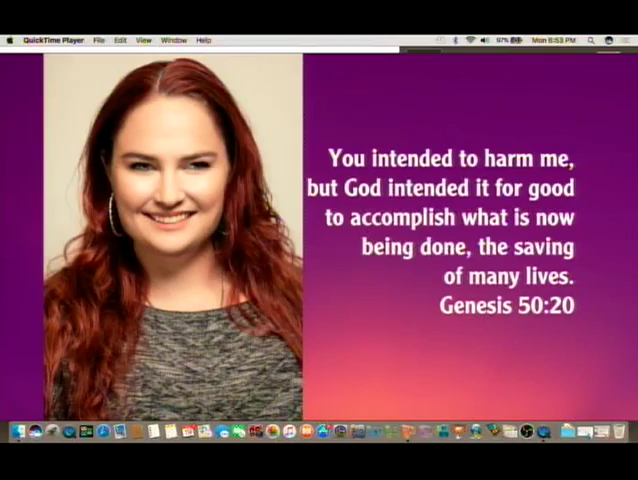 QuickTime Player File Edit View Window Help 97% Mon 6:53 PM
You intended to harm me,
but God intended it for good
to accomplish what is now
being done, the saving
of many lives.
Genesis 50:20